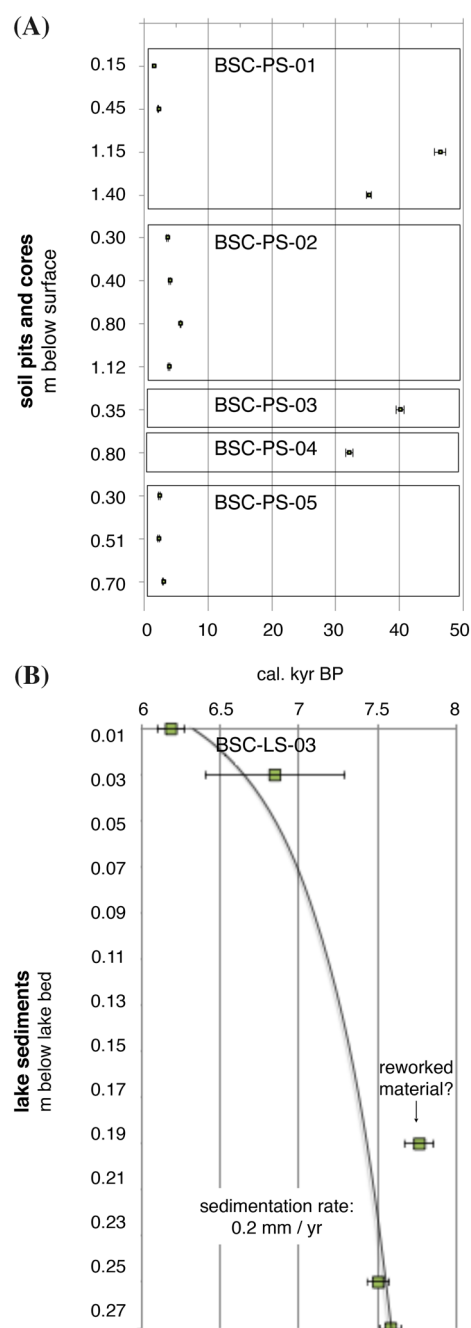 (A)
soil pits and cores
m below surface
0.15
0.45
1.15
1.40
BSC-PS-01
0.30
0.40
0.80
1.12
BSC-PS-02
0.35
BSC-PS-03
0.80
BSC-PS-04
0.30
0.51
0.70
BSC-PS-05
0 10 20 30 40 50
cal. kyr BP
(B)
6 6.5 7 7.5 8
lake sediments
m below lake bed
0.01
0.03
0.05
0.07
0.09
0.11
0.13
0.15
0.17
0.19
0.21
0.23
0.25
0.27
BSC-LS-03
reworked
material?
sedimentation rate:
0.2 mm / yr